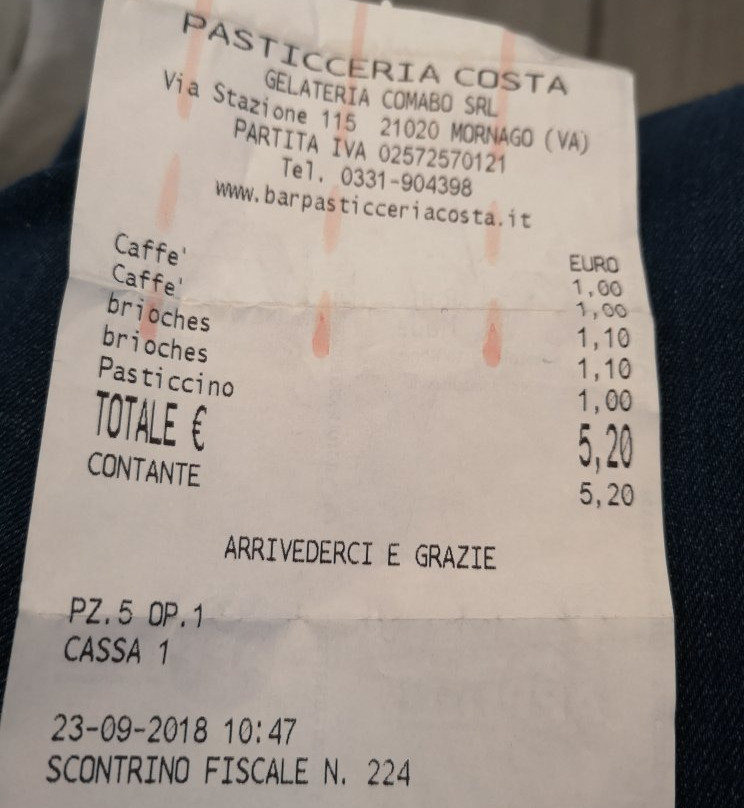 PASTICCERIA COSTA
GELATERIA COMABO SRL
Via Stazione 115 21020 MORNAGO (VA)
PARTITA IVA 02572570121
Tel. 0331-904398
www.barpasticceriacosta.it
EURO
Caffe' 1,00
Caffe' 1,00
brioches 1,10
brioches 1,10
Pasticcino 1,00
TOTALE € 5,20
CONTANTE 5,20
ARRIVEDERCI E GRAZIE
PZ.5 OP.1
CASSA 1
23-09-2018 10:47
SCONTRINO FISCALE N. 224